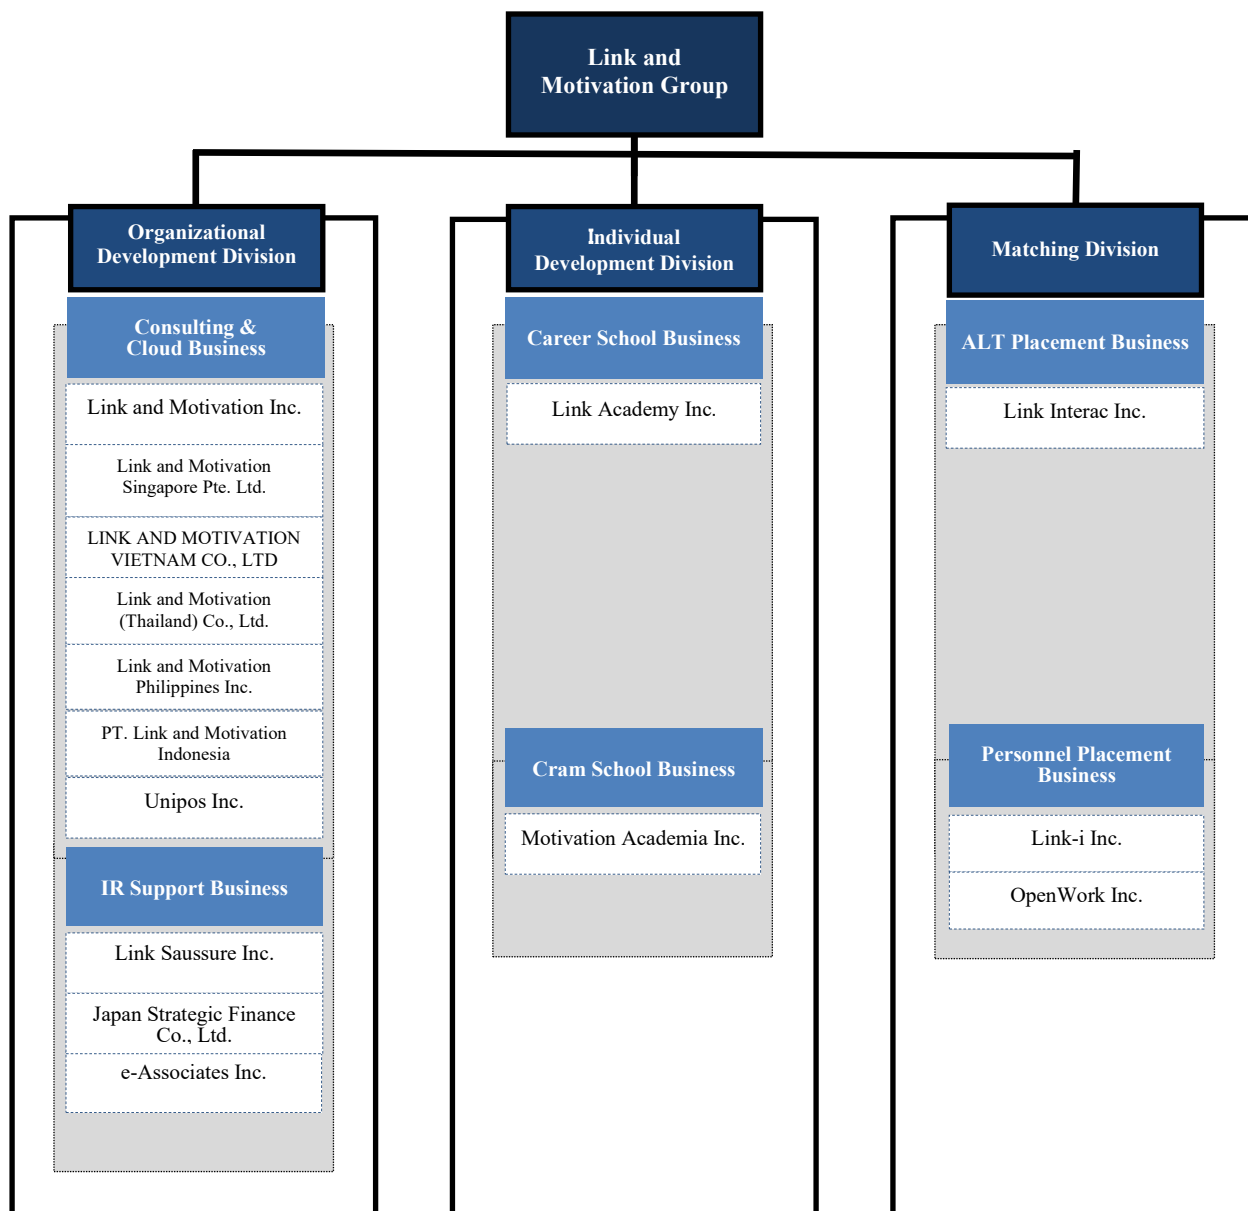 Link and
Motivation Group
Organizational
Development Division
Consulting &
Cloud Business
Link and Motivation Inc.
Link and Motivation
Singapore Pte. Ltd.
LINK AND MOTIVATION
VIETNAM CO., LTD
Link and Motivation
(Thailand) Co., Ltd.
Link and Motivation
Philippines Inc.
PT. Link and Motivation
Indonesia
Unipos Inc.
IR Support Business
Link Saussure Inc.
Japan Strategic Finance
Co., Ltd.
e-Associates Inc.
Individual
Development Division
Career School Business
Link Academy Inc.
Cram School Business
Motivation Academia Inc.
Matching Division
ALT Placement Business
Link Interac Inc.
Personnel Placement
Business
Link-i Inc.
OpenWork Inc.